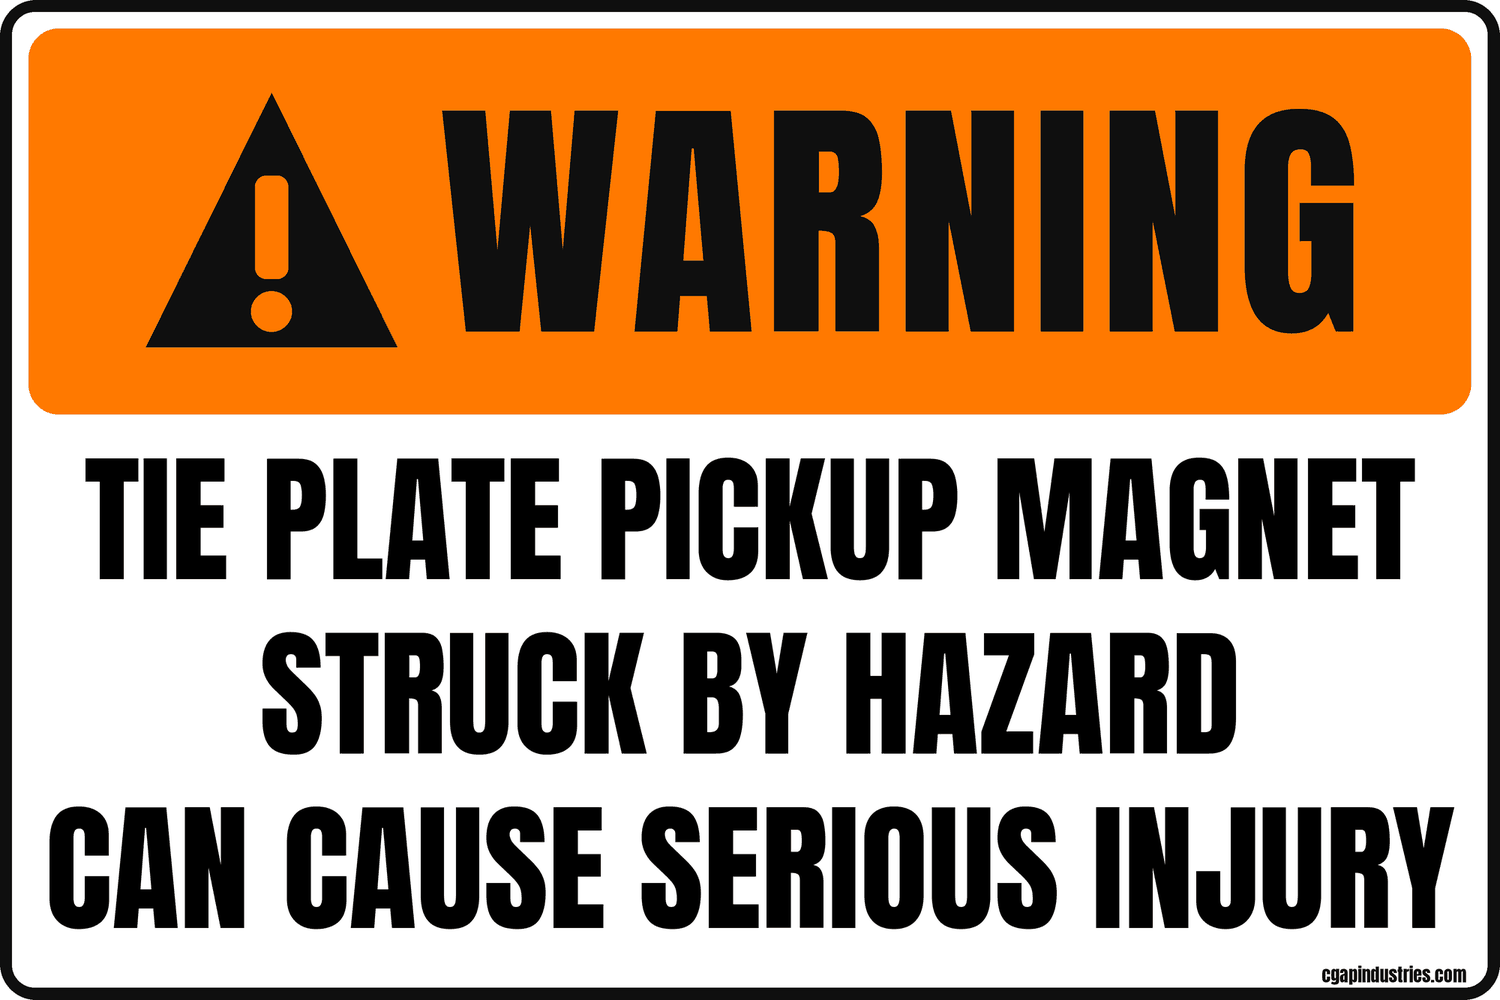 WARNING
TIE PLATE PICKUP MAGNET
STRUCK BY HAZARD
CAN CAUSE SERIOUS INJURY
cgapindustries.com